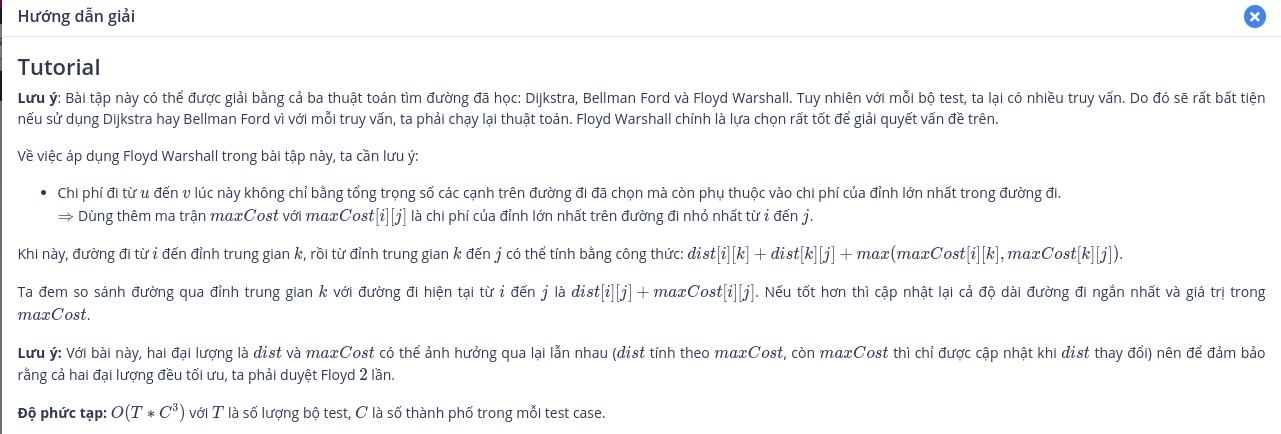 Hướng dẫn giải
Tutorial
Lưu ý: Bài tập này có thể được giải bằng cả ba thuật toán tìm đường đã học: Dijkstra, Bellman Ford và Floyd Warshall. Tuy nhiên với mỗi bộ test, ta lại có nhiều truy vấn. Do đó sẽ rất bất tiện
nếu sử dụng Dijkstra hay Bellman Ford vì với mỗi truy vấn, ta phải chạy lại thuật toán. Floyd Warshall chính là lựa chọn rất tốt để giải quyết vấn đề trên.
Về việc áp dụng Floyd Warshall trong bài tập này, ta cần lưu ý:
• Chi phí đi từ u đến v lúc này không chỉ bằng tổng trọng số các cạnh trên đường đi đã chọn mà còn phụ thuộc vào chi phí của đỉnh lớn nhất trong đường đi.
⇒ Dùng thêm ma trận maxCost với maxCost[i][j] là chi phí của đỉnh lớn nhất trên đường đi nhỏ nhất từ i đến j.
Khi này, đường đi từ i đến đỉnh trung gian k, rồi từ đỉnh trung gian k đến j có thể tính bằng công thức: dist[i][k] + dist[k][j] + max(maxCost[i][k], maxCost[k][j]).
Ta đem so sánh đường qua đỉnh trung gian k với đường đi hiện tại từ i đến j là dist[i][j] + maxCost[i][j]. Nếu tốt hơn thì cập nhật lại cả độ dài đường đi ngắn nhất và giá trị trong
maxCost.
Lưu ý: Với bài này, hai đại lượng là dist và maxCost có thể ảnh hưởng qua lại lẫn nhau (dist tính theo maxCost, còn maxCost thì chỉ được cập nhật khi dist thay đổi) nên để đảm bảo
rằng cả hai đại lượng đều tối ưu, ta phải duyệt Floyd 2 lần.
Độ phức tạp: O(T * C³) với T là số lượng bộ test, C là số thành phố trong mỗi test case.